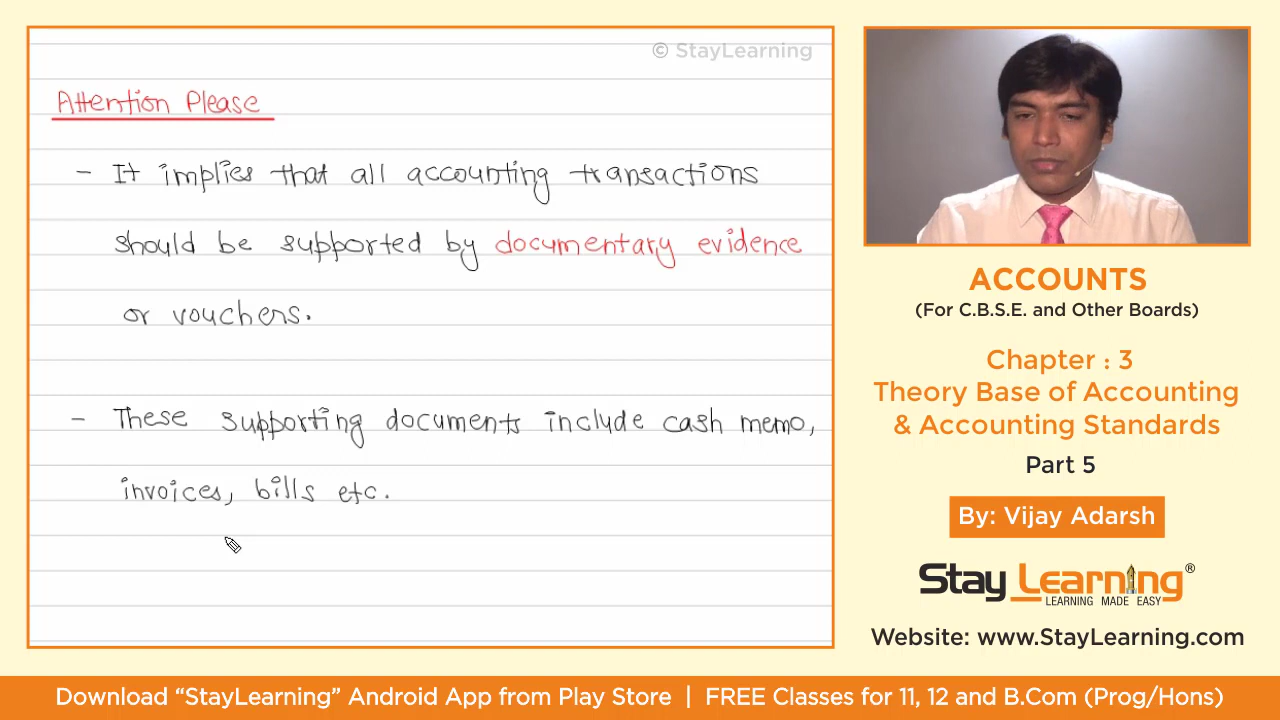 © StayLearning
Attention Please
- It implies that all accounting transactions
should be supported by documentary evidence
or vouchers.
- These supporting documents include cash memo,
invoices, bills etc.
ACCOUNTS
(For C.B.S.E. and Other Boards)
Chapter : 3
Theory Base of Accounting
& Accounting Standards
Part 5
By: Vijay Adarsh
Stay Learning®
LEARNING MADE EASY
Website: www.StayLearning.com
Download “StayLearning” Android App from Play Store | FREE Classes for 11, 12 and B.Com (Prog/Hons)